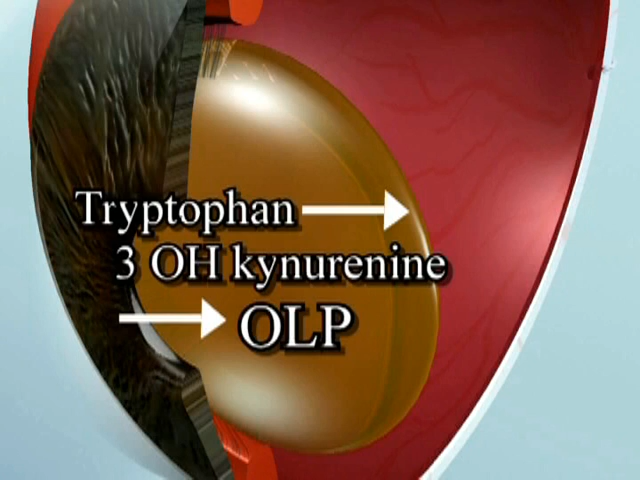 Tryptophan →
3 OH kynurenine
→ OLP